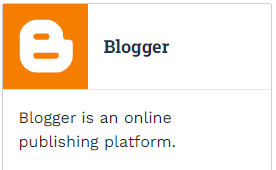 Blogger
Blogger is an online
publishing platform.